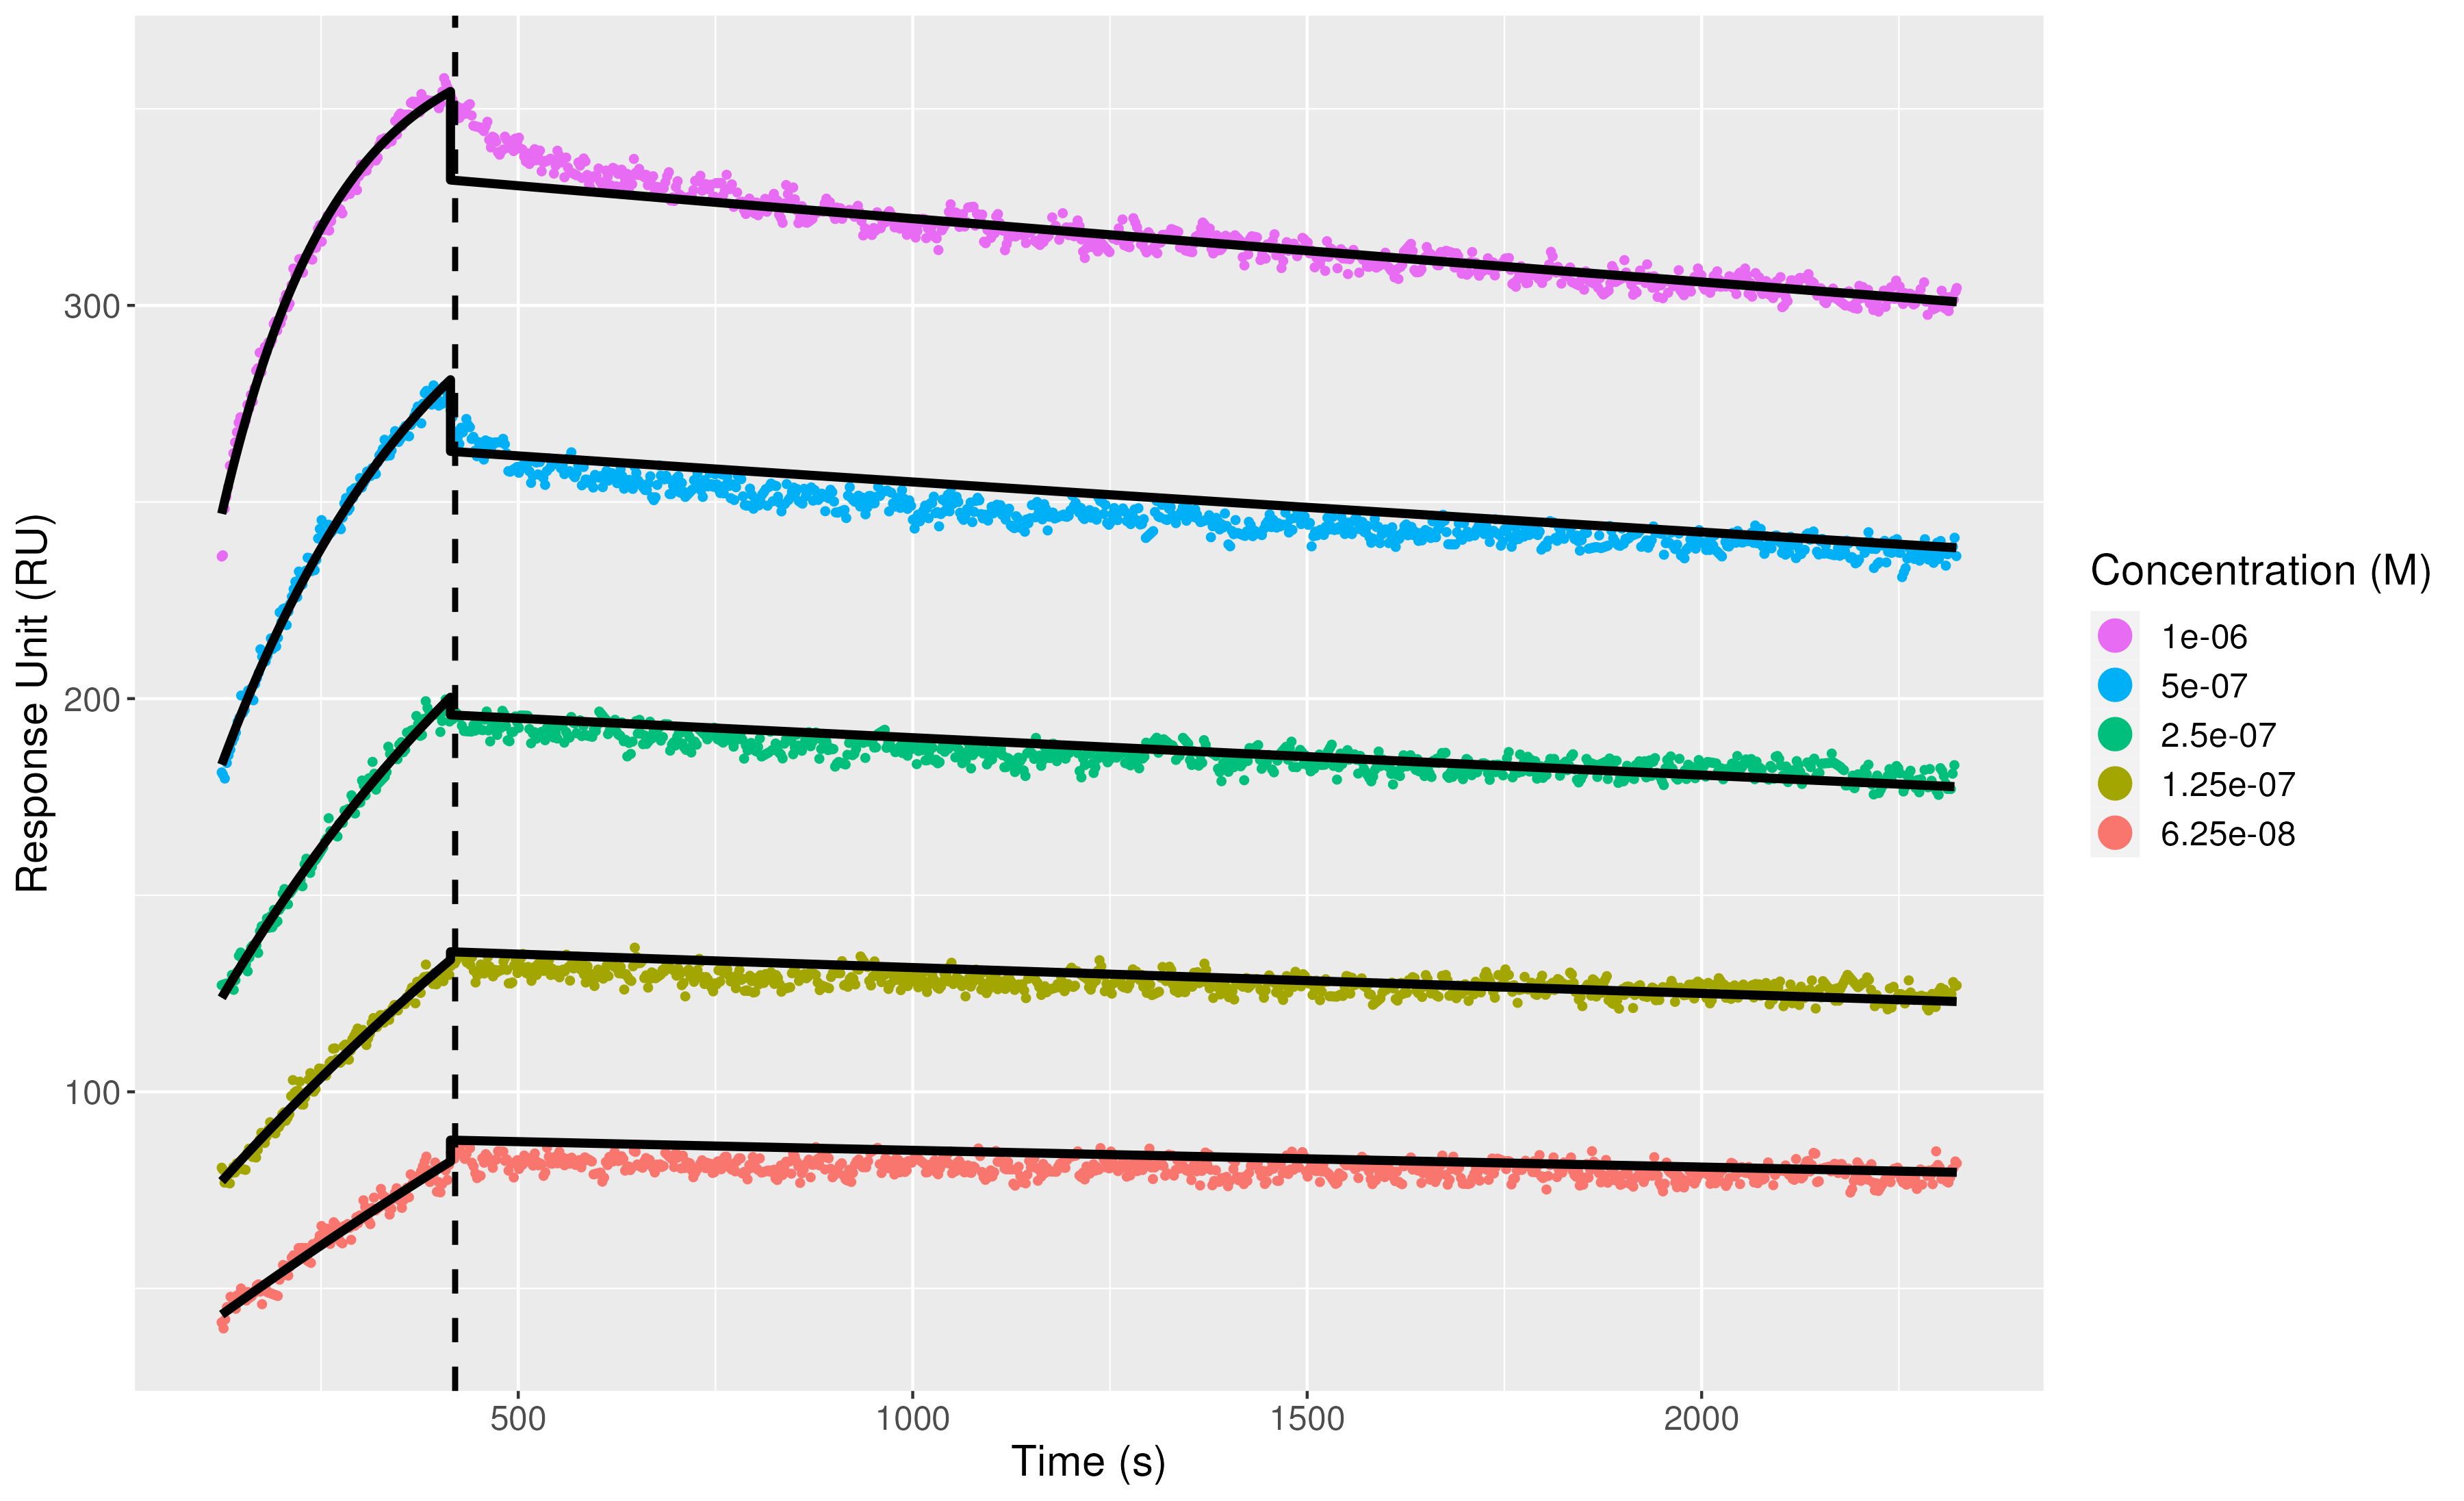 Response Unit (RU)
300
200
100
500 1000 1500 2000
Time (s)
Concentration (M)
1e-06
5e-07
2.5e-07
1.25e-07
6.25e-08